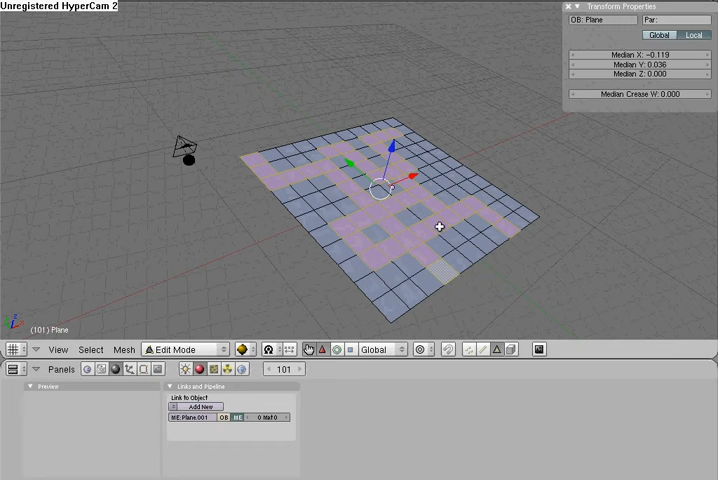 Unregistered HyperCam 2
Transform Properties
OB: Plane
Par:
Global
Local
Median X: -0.119
Median Y: 0.036
Median Z: 0.000
Median Crease W: 0.000
(101) Plane
View
Select
Mesh
Edit Mode
Global
Panels
101
Preview
Links and Pipeline
Link to Object
Add New
ME: Plane.001
OB
ME
0 Mat 0